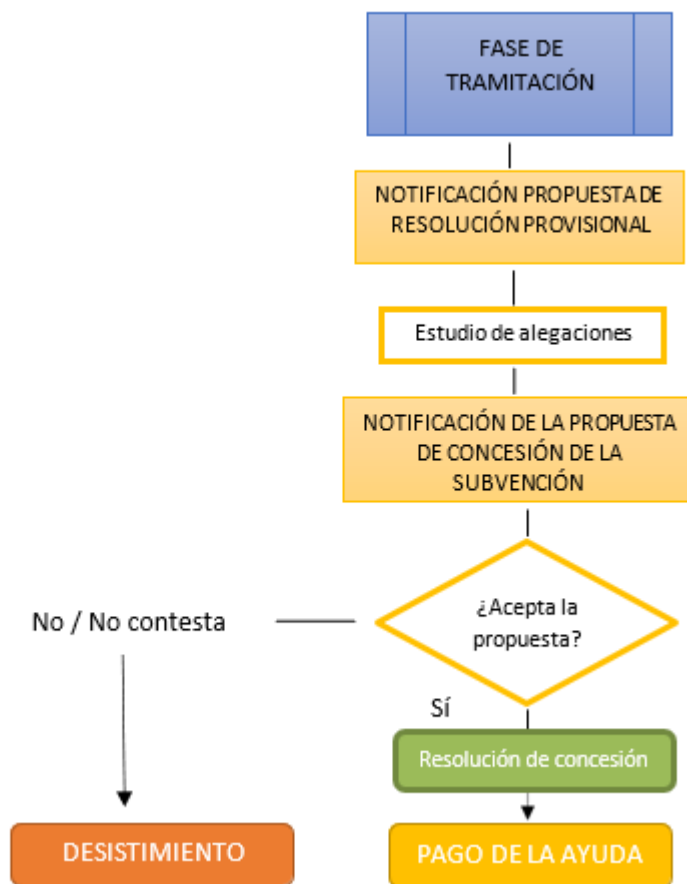 FASE DE
TRAMITACIÓN
NOTIFICACIÓN PROPUESTA DE
RESOLUCIÓN PROVISIONAL
Estudio de alegaciones
NOTIFICACIÓN DE LA PROPUESTA
DE CONCESIÓN DE LA
SUBVENCIÓN
¿Acepta la
propuesta?
No / No contesta
Sí
Resolución de concesión
DESISTIMIENTO
PAGO DE LA AYUDA